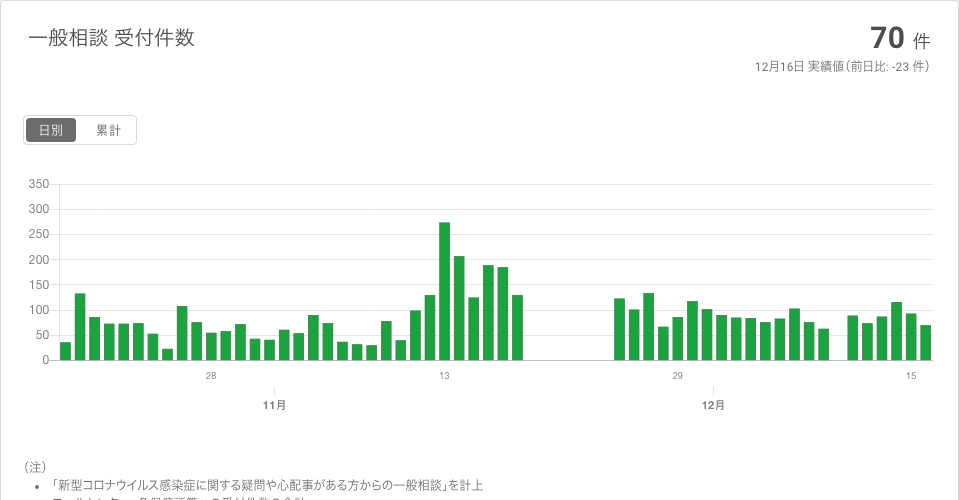 一般相談 受付件数
70 件
12月16日 実績値（前日比: -23 件）
日別 累計
350
300
250
200
150
100
50
0
28 13 29 15
11月 12月
（注）
「新型コロナウイルス感染症に関する疑問や心配事がある方からの一般相談」を計上